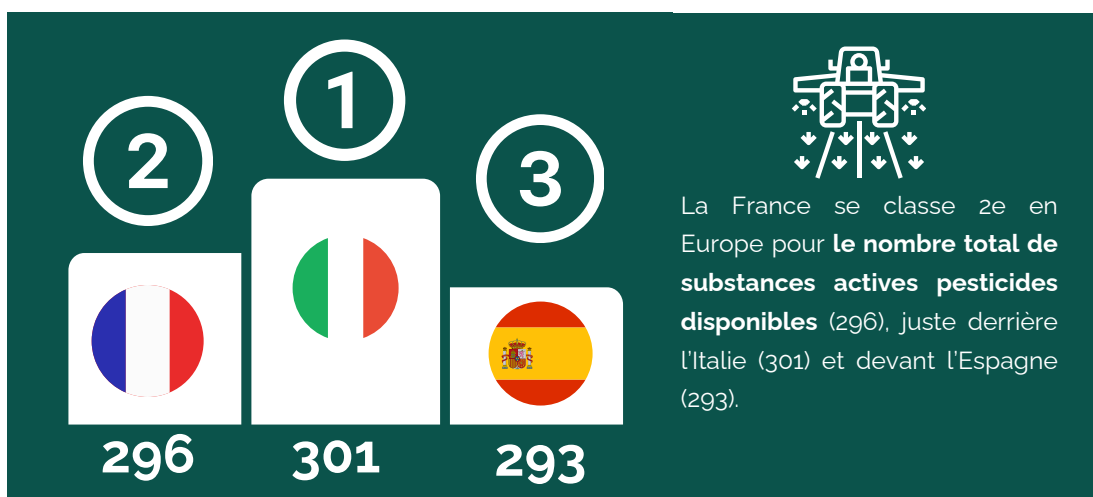 1
2
3
296
301
293
La France se classe 2e en
Europe pour le nombre total de
substances actives pesticides
disponibles (296), juste derrière
l'Italie (301) et devant l'Espagne
(293).